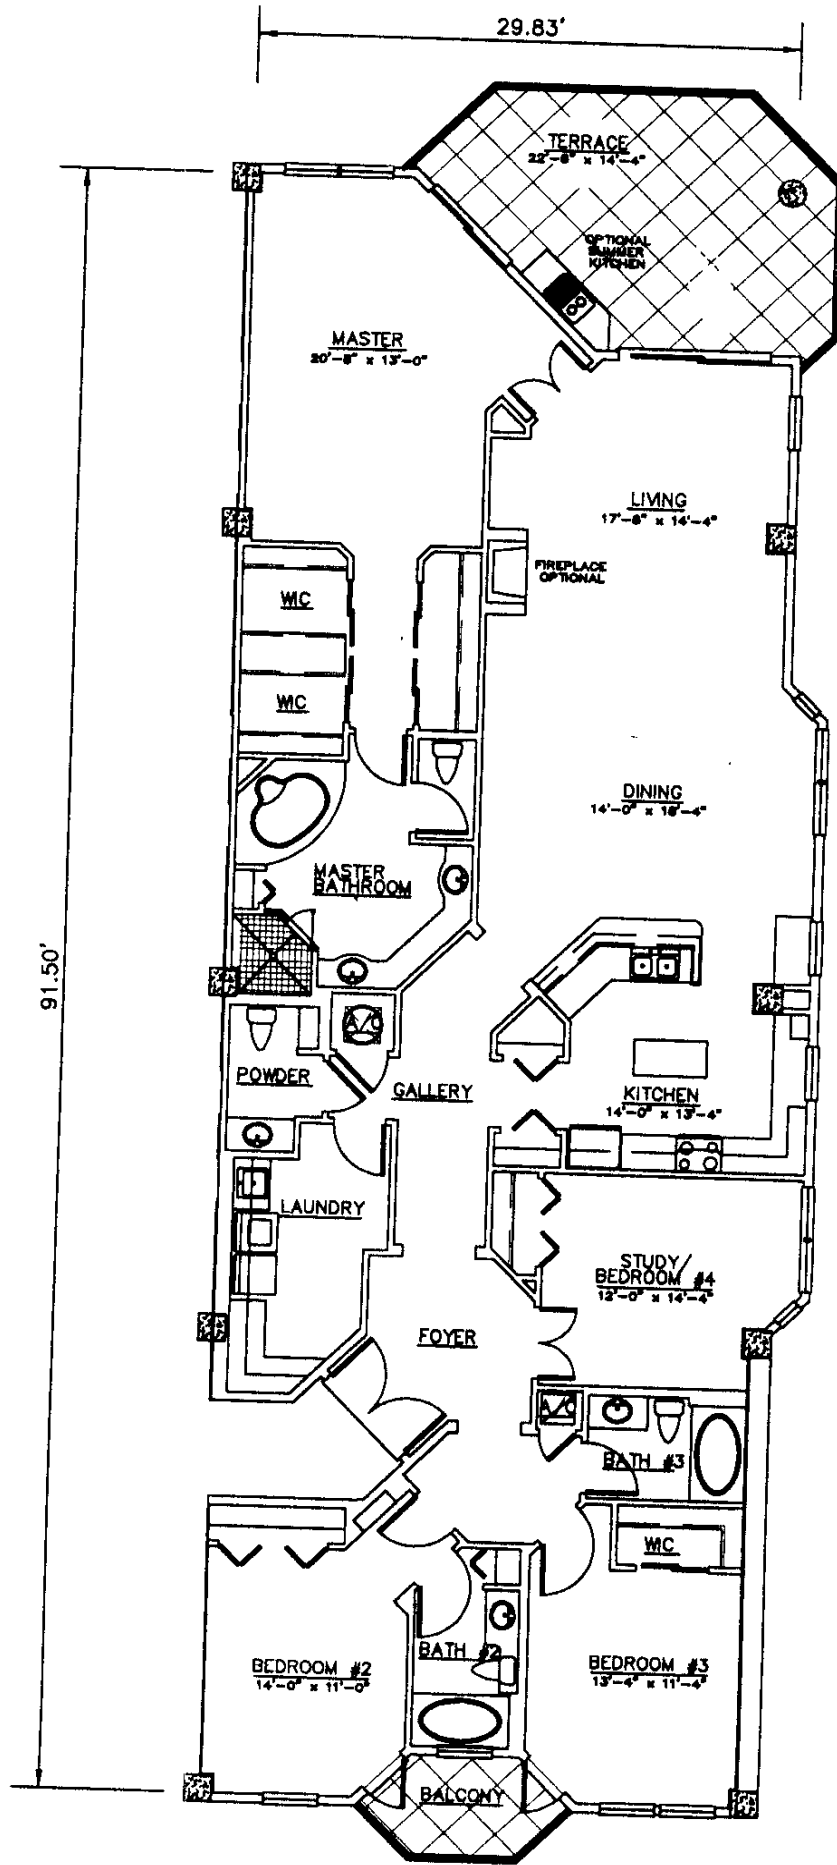 29.83'
TERRACE
22'-6" x 14'-4"
OPTIONAL
SUMMER
KITCHEN
91.50'
MASTER
20'-8" x 13'-0"
LIVING
17'-6" x 14'-4"
FIREPLACE
OPTIONAL
WIC
WIC
DINING
14'-0" x 16'-4"
MASTER
BATHROOM
A/C
POWDER
GALLERY
KITCHEN
14'-0" x 13'-4"
LAUNDRY
STUDY/
BEDROOM #4
12'-0" x 14'-4"
FOYER
A/C
BATH #3
WIC
BEDROOM #2
14'-0" x 11'-0"
BATH #2
BEDROOM #3
13'-4" x 11'-4"
BALCONY